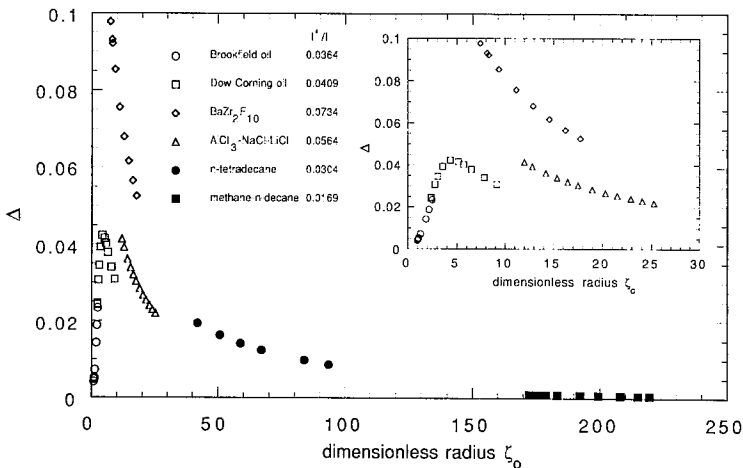 l*/l
Brookfield oil 0.0364
Dow Corning oil 0.0409
BaZr2F10 0.0734
AlCl3-NaCl-LiCl 0.0564
n-tetradecane 0.0304
methane-n-decane 0.0169
0.1
0.08
0.06
0.04
0.02
0
Δ
0 50 100 150 200 250
dimensionless radius ζo
0.1
0.08
0.06
0.04
0.02
0
Δ
0 5 10 15 20 25 30
dimensionless radius ζo